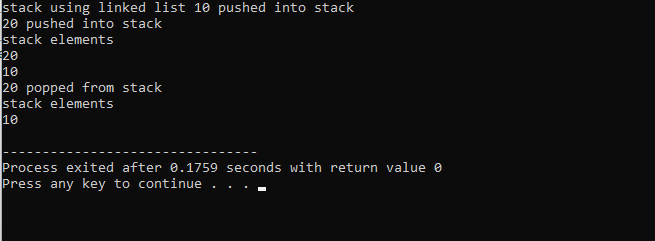 stack using linked list 10 pushed into stack
20 pushed into stack
stack elements
20
10
20 popped from stack
stack elements
10
--------------------------------
Process exited after 0.1759 seconds with return value 0
Press any key to continue . . .